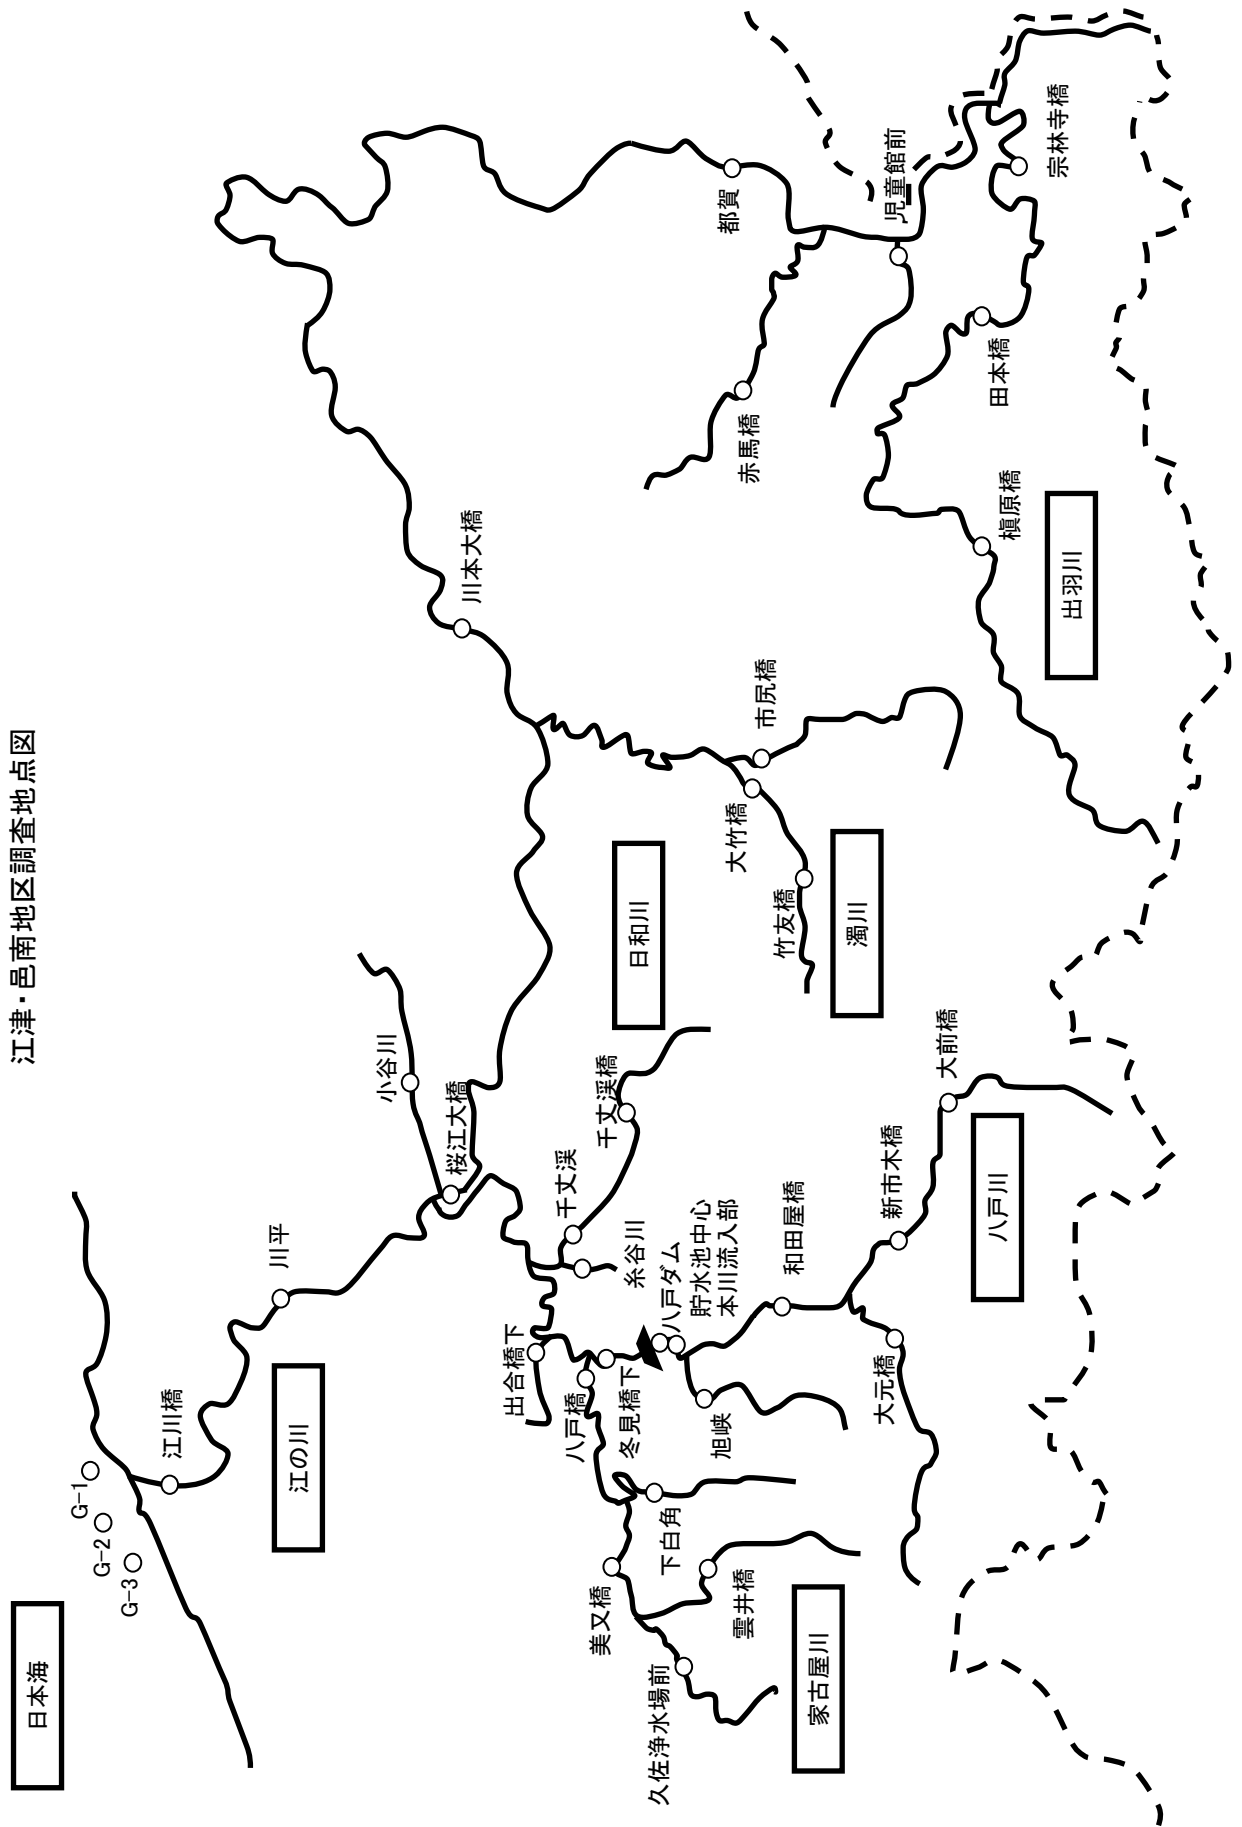 江津・邑南地区調査地点図
日本海
G-1
G-2
G-3
江川橋
江の川
川平
小谷川
桜江大橋
川本大橋
都賀
児童館前
宗林寺橋
田本橋
赤馬橋
槇原橋
出羽川
市尻橋
大竹橋
竹友橋
濁川
日和川
千丈渓橋
千丈渓
糸谷川
八戸ダム
貯水池中心
本川流入部
和田屋橋
新市木橋
大前橋
八戸川
大元橋
出合橋下
八戸橋
冬見橋下
旭峡
下白角
美又橋
雲井橋
久佐浄水場前
家古屋川